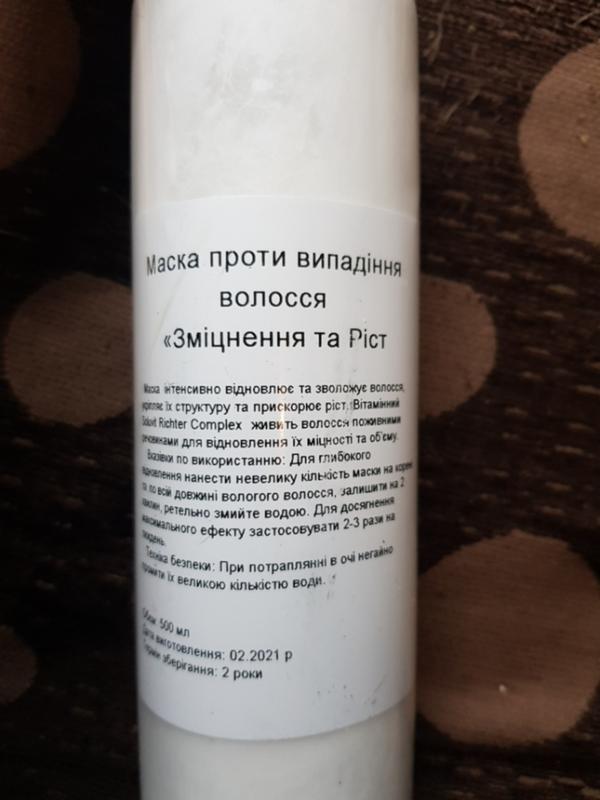 Маска проти випадіння
волосся
«Зміцнення та Ріст
Маска інтенсивно відновлює та зволожує волосся,
укріпляє їх структуру та прискорює ріст. Вітамінний
Richter Complex живить волосся поживними
речовинами для відновлення їх міцності та об'єму.
Вказівки по використанню: Для глибокого
відновлення нанести невелику кількість маски на корені
та по всій довжині вологого волосся, залишити на 2
хвилин, ретельно змийте водою. Для досягнення
максимального ефекту застосовувати 2-3 рази на
тиждень.
Техніка безпеки: При потраплянні в очі негайно
промити їх великою кількістю води.
Обєм: 500 мл
Дата виготовлення: 02.2021 р
Термін зберігання: 2 роки